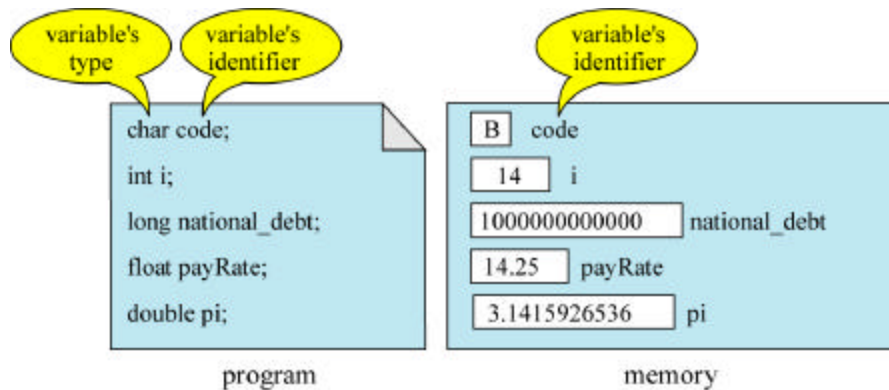 variable's
type
variable's
identifier
variable's
identifier
char code;
int i;
long national_debt;
float payRate;
double pi;
B code
14 i
1000000000000 national_debt
14.25 payRate
3.1415926536 pi
program
memory